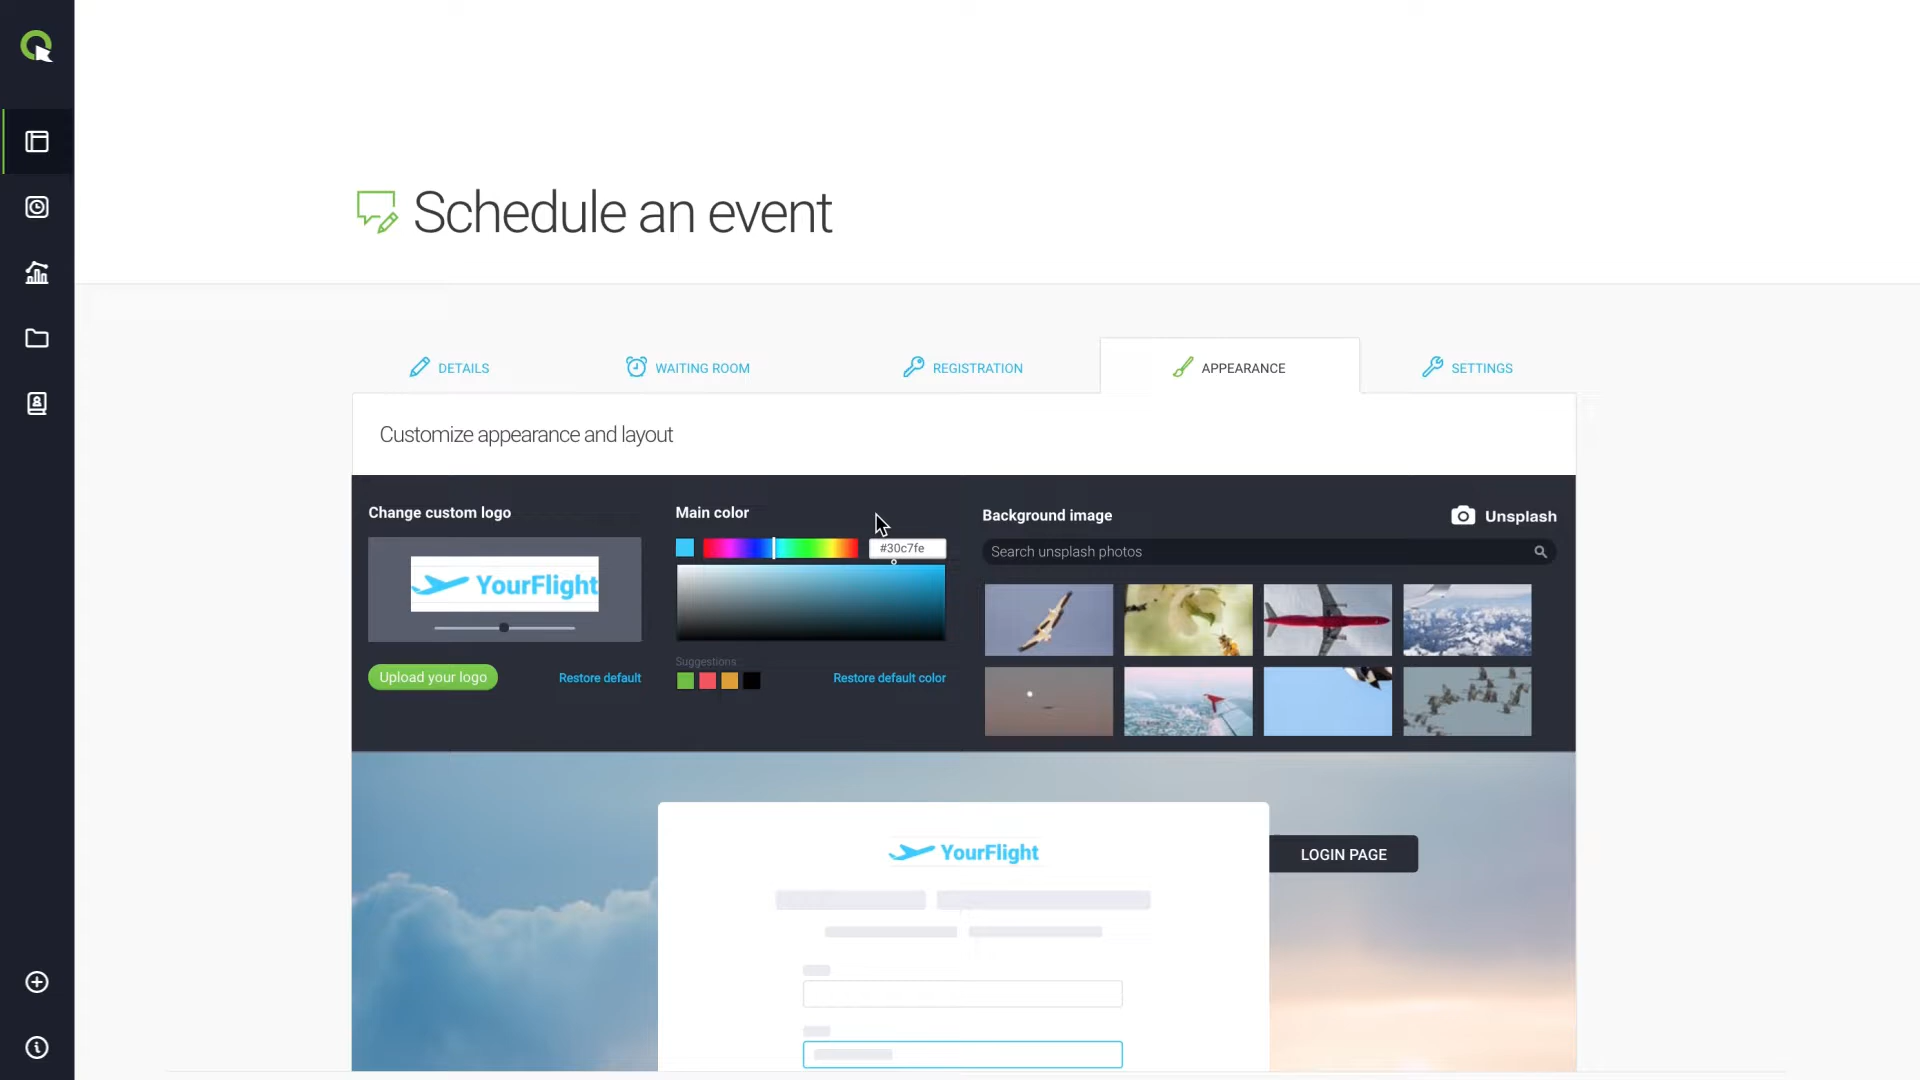 Schedule an event
DETAILS
WAITING ROOM
REGISTRATION
APPEARANCE
SETTINGS
Customize appearance and layout
Change custom logo
YourFlight
Upload your logo
Restore default
Main color
#30c7fe
Suggestions
Restore default color
Background image
Unsplash
Search unsplash photos
YourFlight
LOGIN PAGE